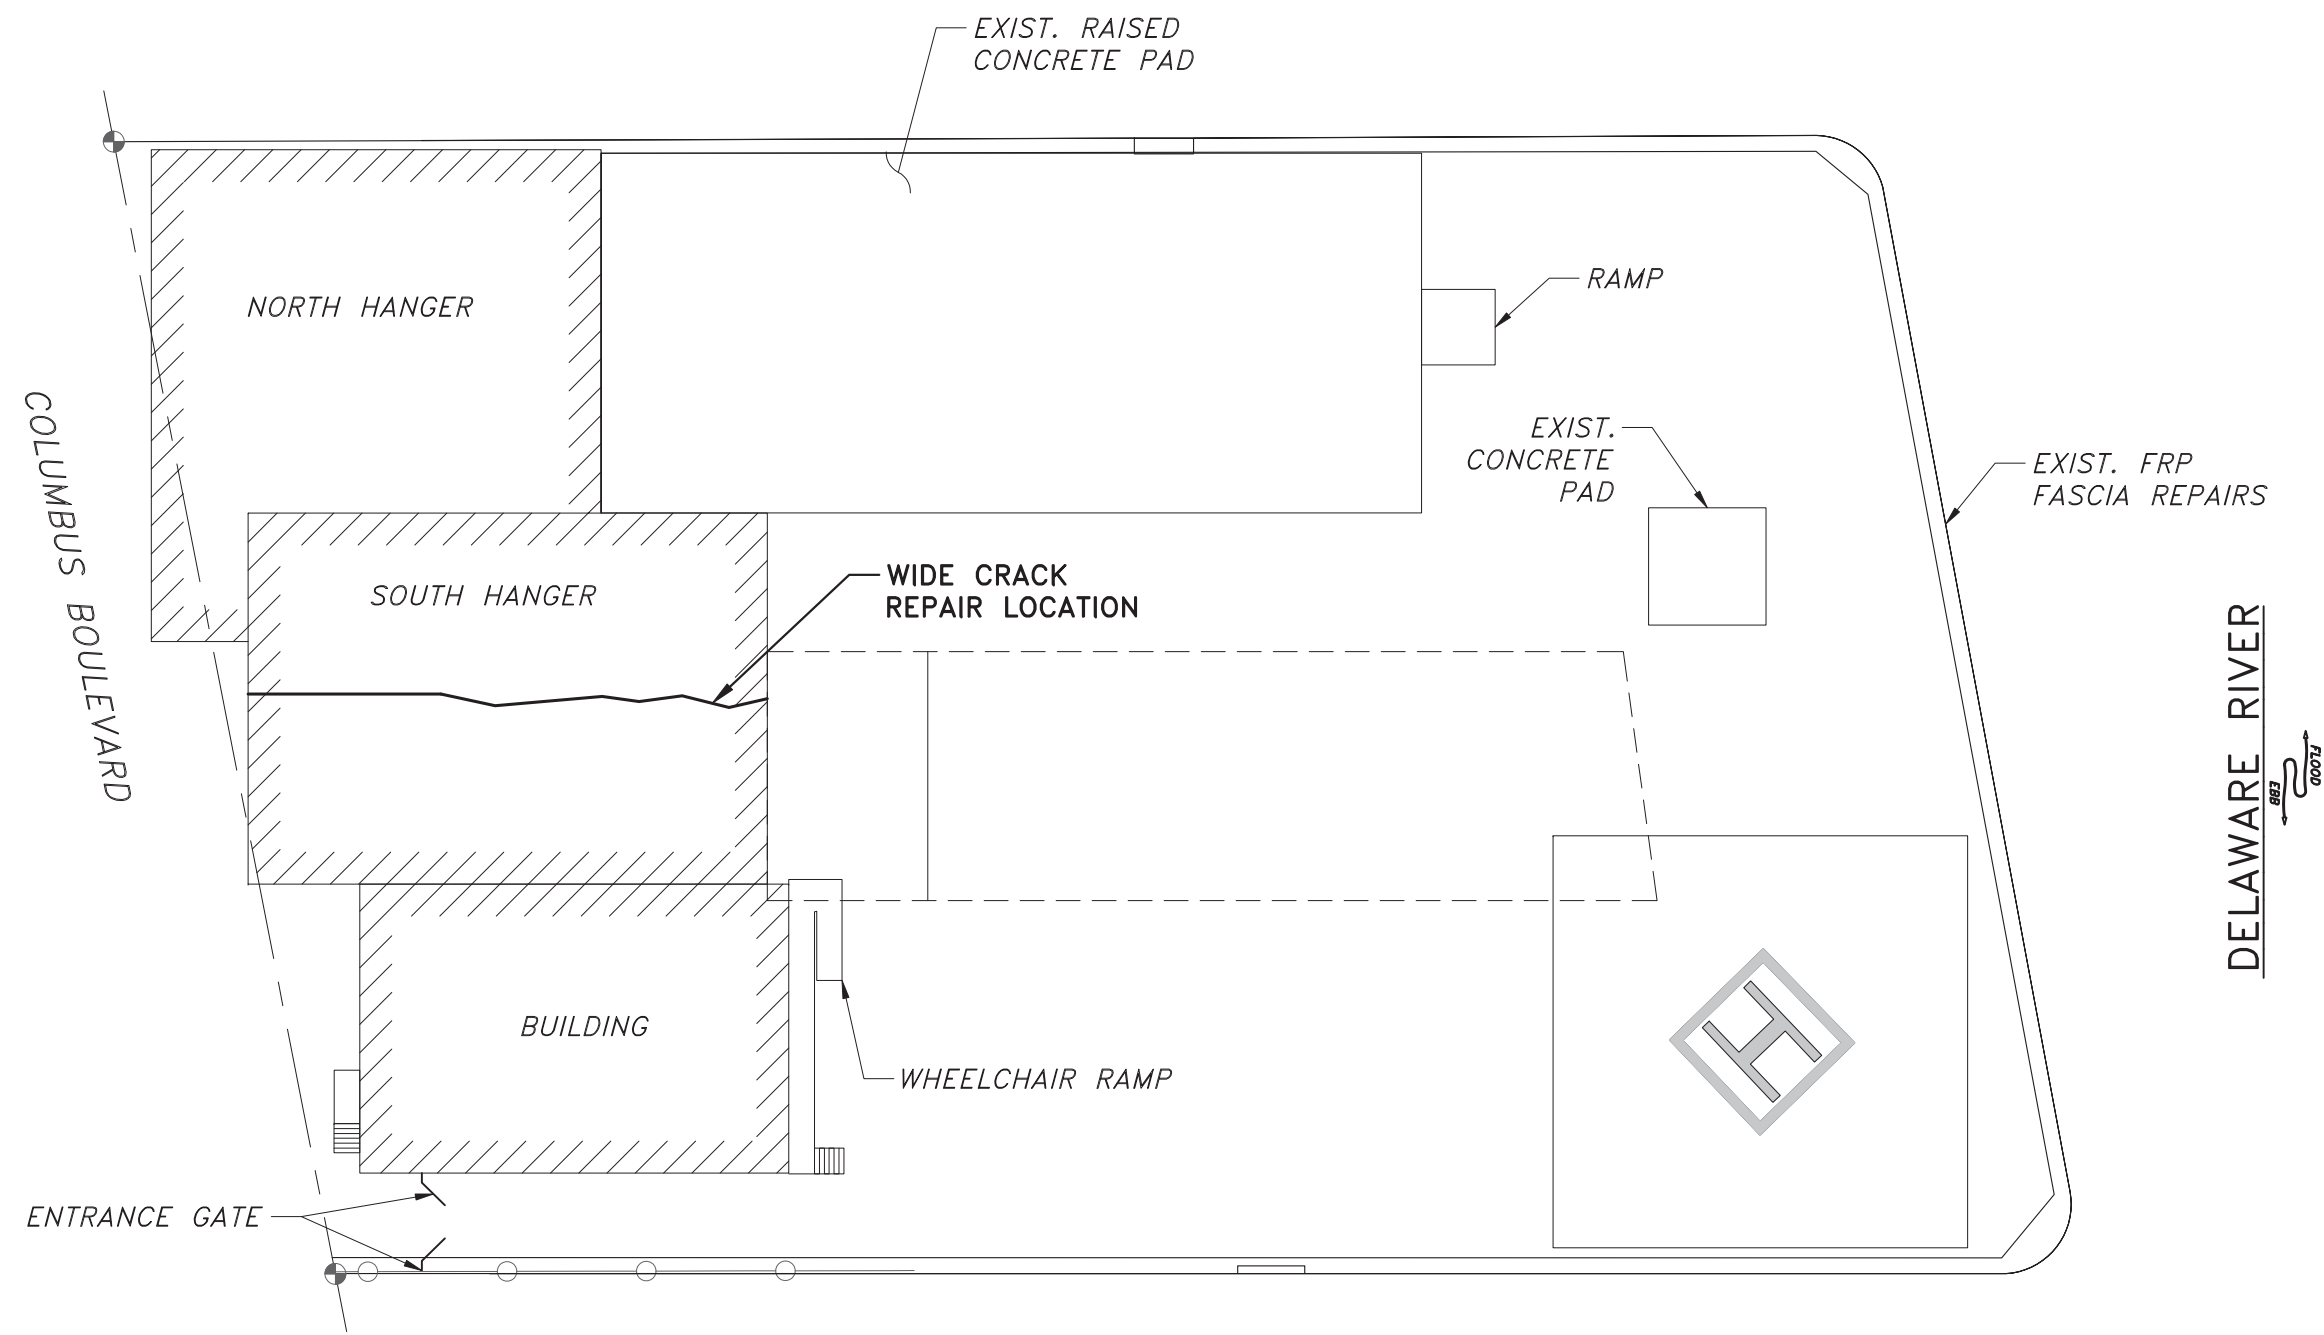 EXIST. RAISED
CONCRETE PAD
NORTH HANGER
RAMP
EXIST.
CONCRETE
PAD
EXIST. FRP
FASCIA REPAIRS
COLUMBUS BOULEVARD
SOUTH HANGER
WIDE CRACK
REPAIR LOCATION
DELAWARE RIVER
FLOOD
EBB
BUILDING
WHEELCHAIR RAMP
H
ENTRANCE GATE